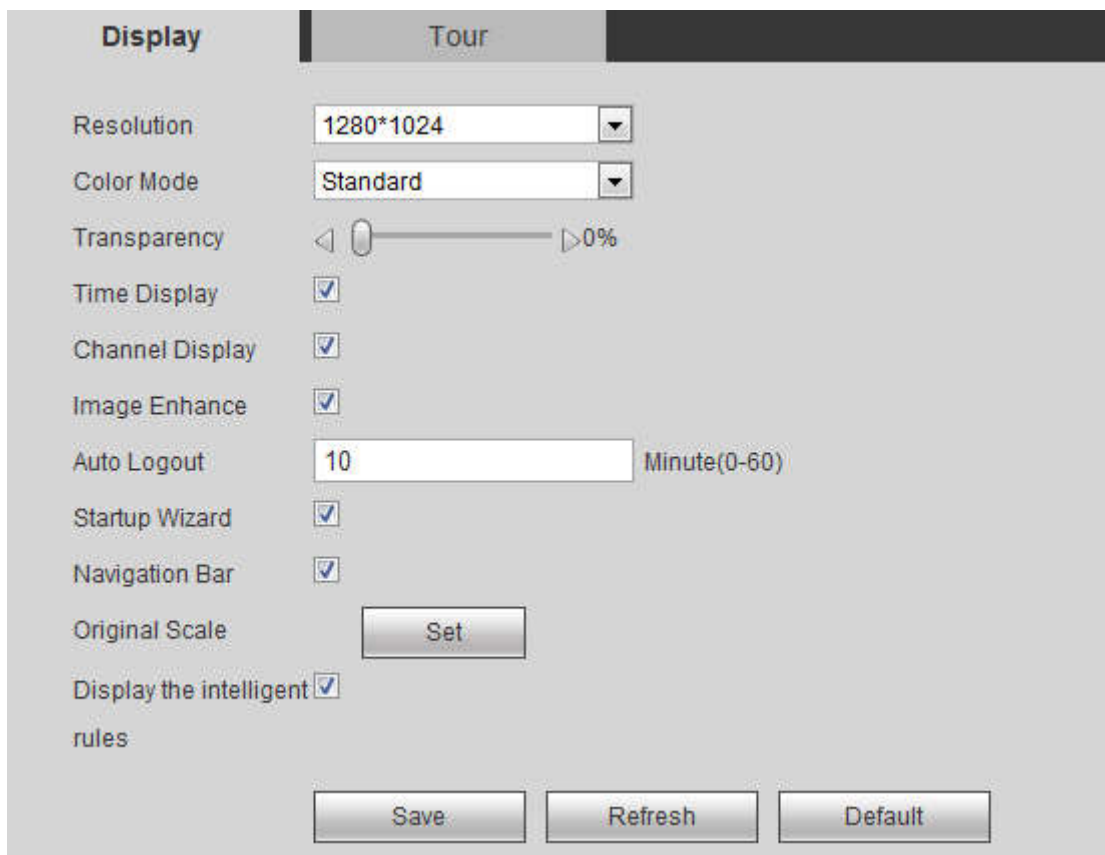 Display Tour
Resolution 1280*1024
Color Mode Standard
Transparency 0%
Time Display
Channel Display
Image Enhance
Auto Logout 10 Minute(0-60)
Startup Wizard
Navigation Bar
Original Scale Set
Display the intelligent
rules
Save Refresh Default